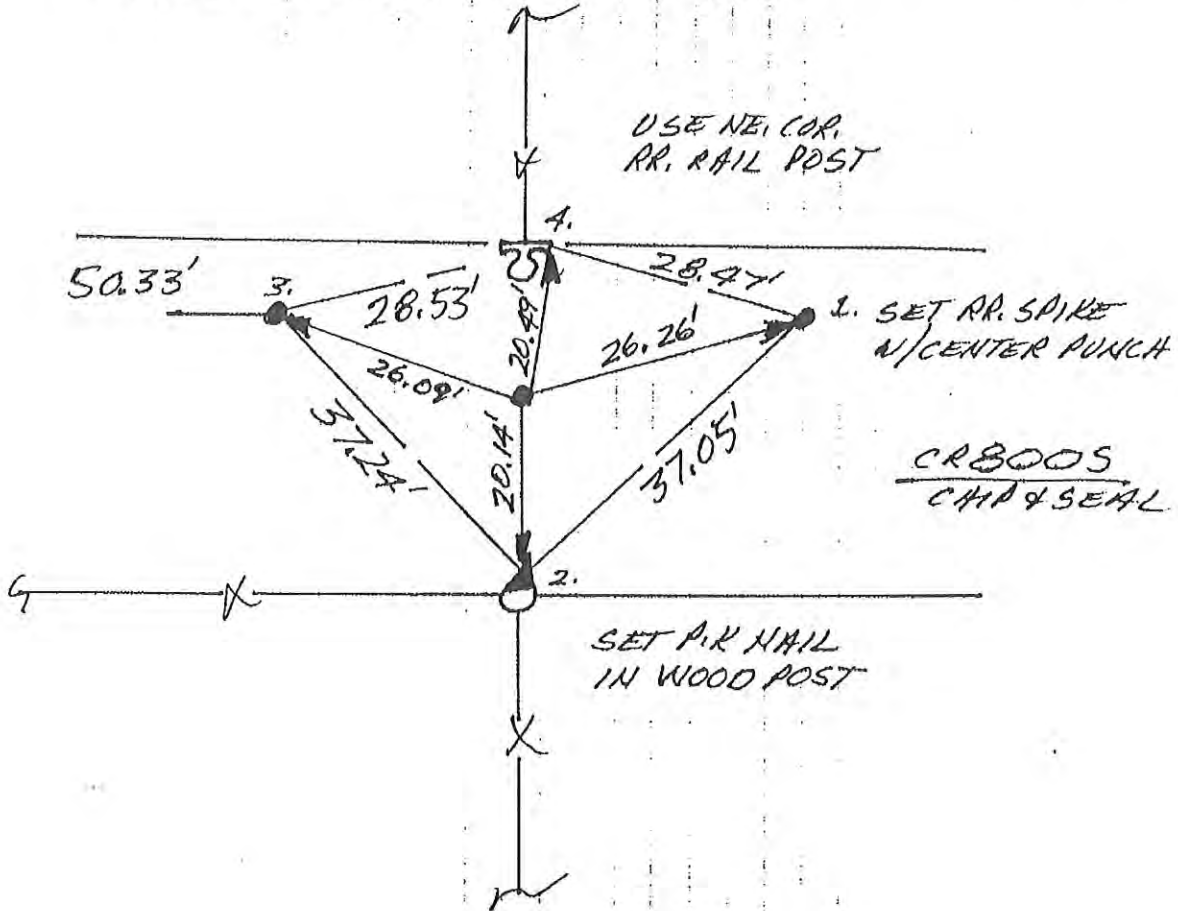 USE NE. COR.
RR. RAIL POST
4.
50.33'
3.
28.53'
28.47'
20.49'
26.26'
1. SET RR. SPIKE
W/CENTER PUNCH
26.09'
37.24'
20.14'
37.05'
CR800S
CHIP & SEAL
2.
SET P.K NAIL
IN WOOD POST